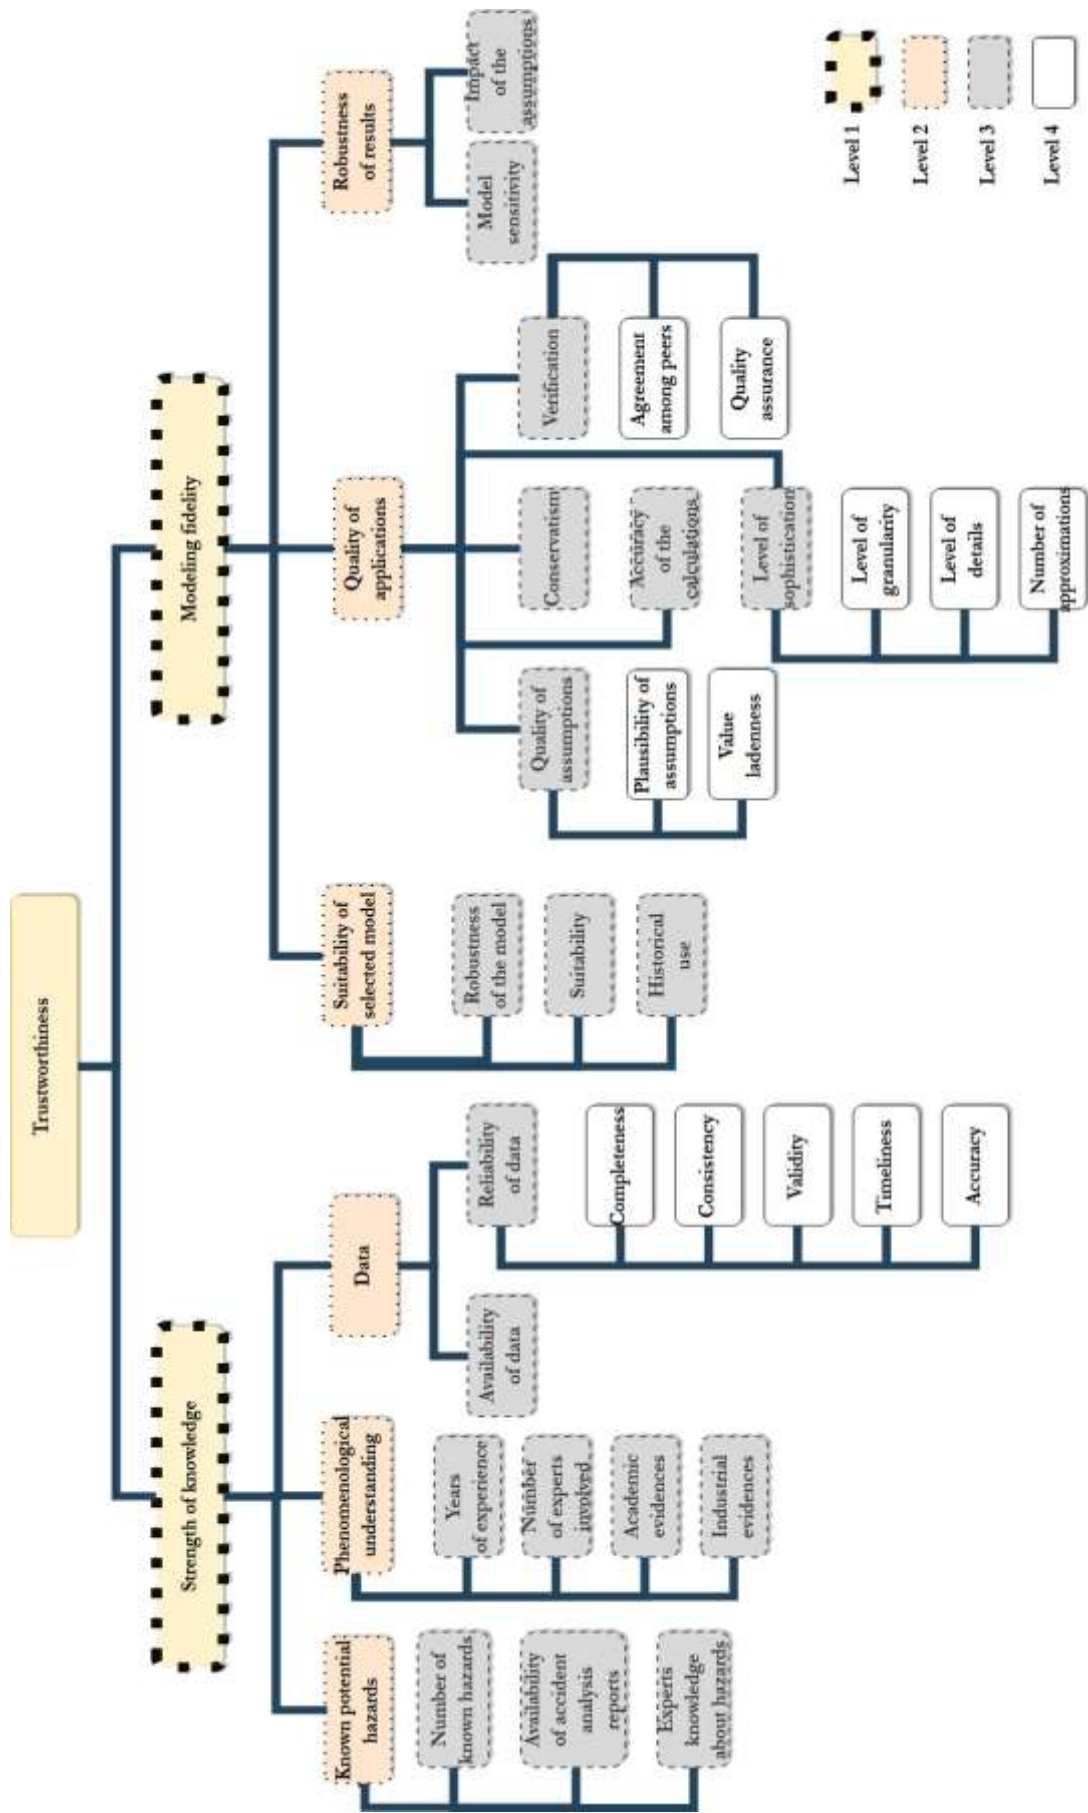 Trustworthiness
Strength of knowledge
Modeling fidelity
Known potential
hazards
Phenomenological
understanding
Data
Suitability of
selected model
Quality of
applications
Robustness
of results
Number of
known hazards
Availability
of accident
analysis
reports
Experts
knowledge
about hazards
Years
of experience
Number
of experts
involved
Academic
evidences
Industrial
evidences
Availability
of data
Reliability
of data
Completeness
Consistency
Validity
Timeliness
Accuracy
Robustness
of the model
Suitability
Historical
use
Quality of
assumptions
Plausibility of
assumptions
Value
ladenness
Conservatism
Accuracy
of the
calculations
Level of
sophistication
Level of
granularity
Level of
details
Number of
approximations
Verification
Agreement
among peers
Quality
assurance
Model
sensitivity
Impact
of the
assumptions
Level 1
Level 2
Level 3
Level 4